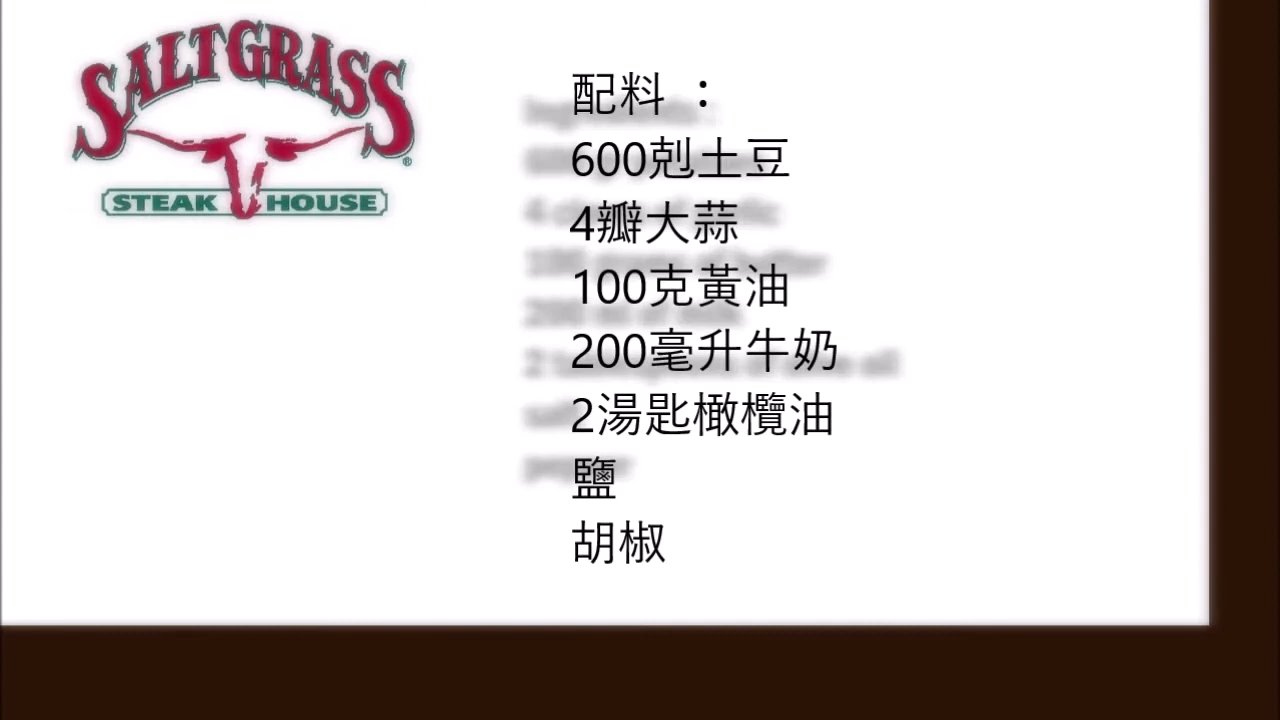 SALTGRASS
STEAK HOUSE
配料 ：
600剋土豆
4瓣大蒜
100克黃油
200毫升牛奶
2湯匙橄欖油
鹽
胡椒